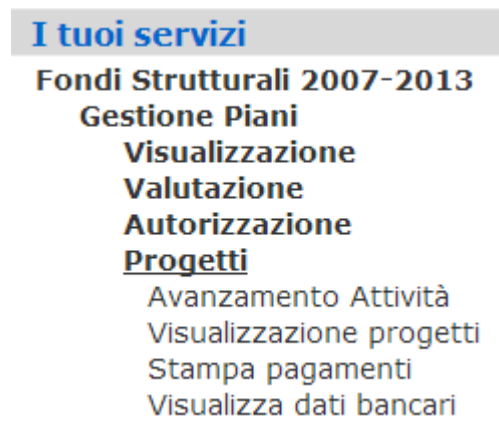 I tuoi servizi
Fondi Strutturali 2007-2013
Gestione Piani
Visualizzazione
Valutazione
Autorizzazione
Progetti
Avanzamento Attività
Visualizzazione progetti
Stampa pagamenti
Visualizza dati bancari